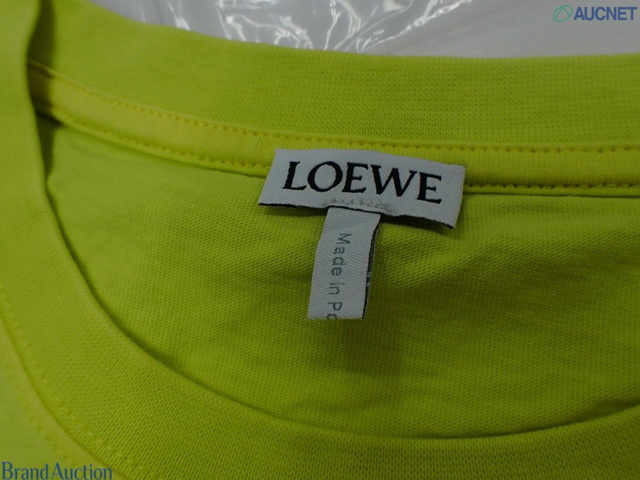 AUCNET
LOEWE
Made in Po
Brand Auction